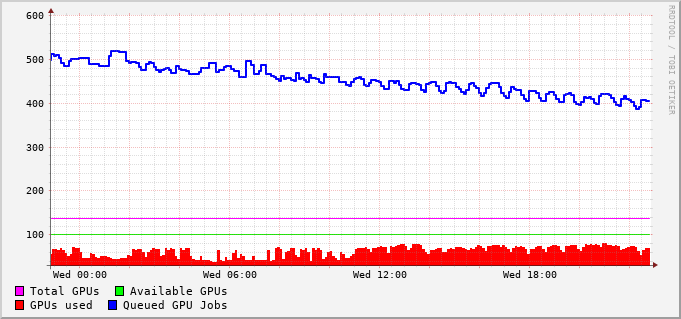 600
500
400
300
200
100
Wed 00:00 Wed 06:00 Wed 12:00 Wed 18:00
Total GPUs Available GPUs
GPUs used Queued GPU Jobs
RRDTOOL / TOBI OETIKER